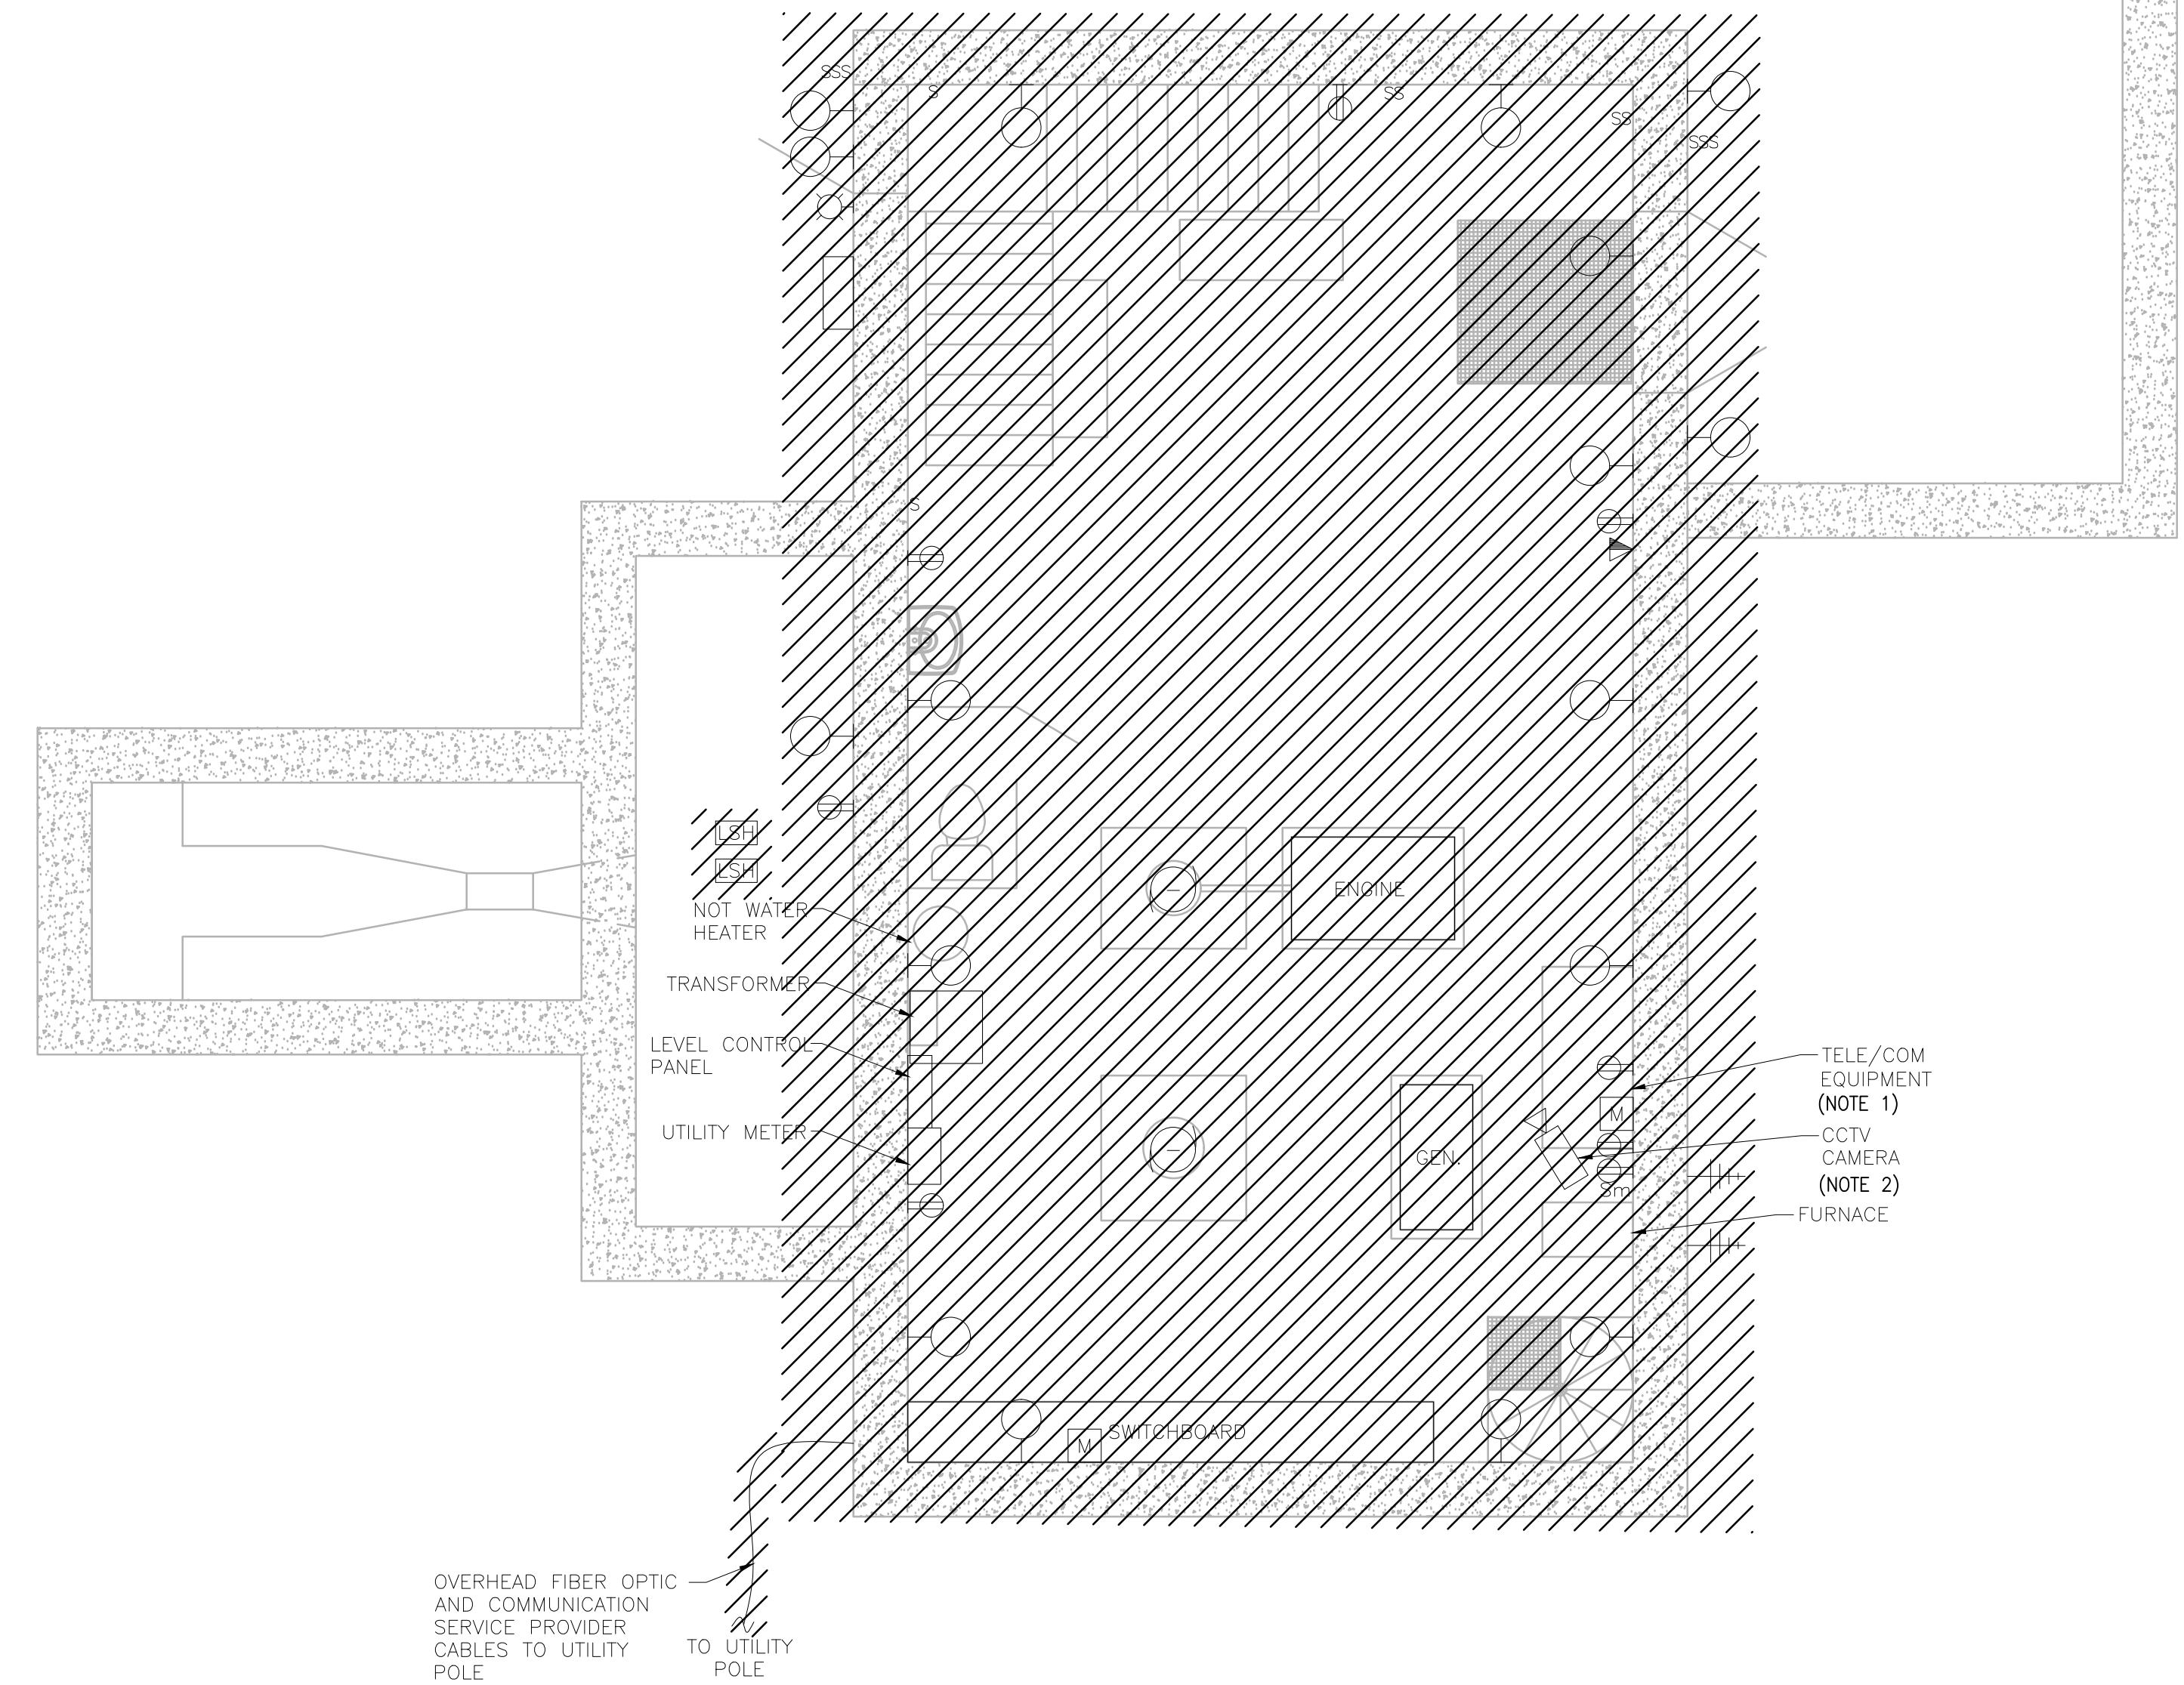 SSS
S
SS
SS
SSS
S
LSH
LSH
ENGINE
NOT WATER
HEATER
TRANSFORMER
LEVEL CONTROL
PANEL
UTILITY METER
TELE/COM
EQUIPMENT
(NOTE 1)
M
CCTV
CAMERA
(NOTE 2)
GEN.
Sm
FURNACE
SWITCHBOARD
M
OVERHEAD FIBER OPTIC
AND COMMUNICATION
SERVICE PROVIDER
CABLES TO UTILITY
POLE
TO UTILITY
POLE